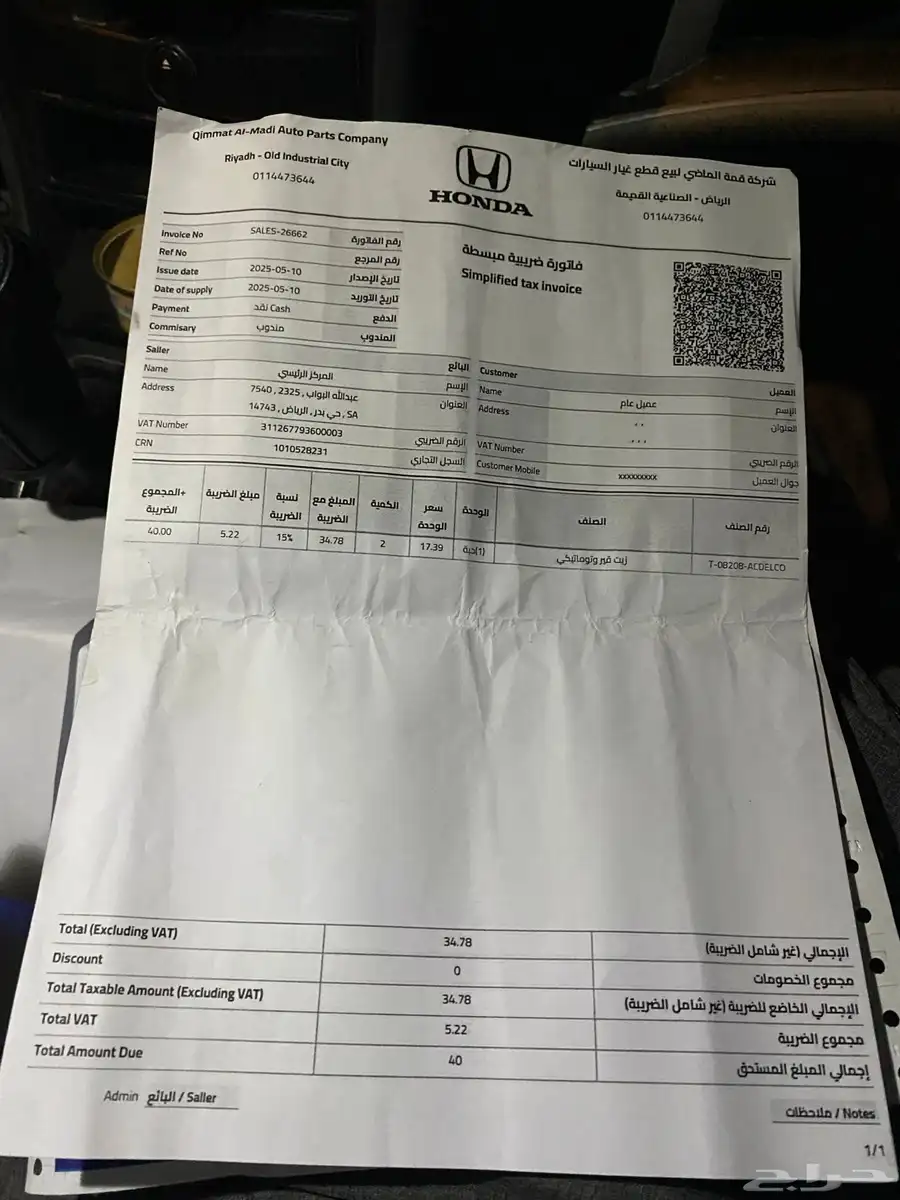 Qimmat Al-Madi Auto Parts Company
Riyadh - Old Industrial City
0114473644
HONDA
شركة قمة الماضي لبيع قطع غيار السيارات
الرياض - الصناعية القديمة
0114473644
Invoice No SALES-26662 رقم الفاتورة
Ref No رقم المرجع
Issue date 2025-05-10 تاريخ الإصدار
Date of supply 2025-05-10 تاريخ التوريد
Payment نقد Cash الدفع
Commisary مندوب المندوب
فاتورة ضريبية مبسطة
Simplified tax invoice
Saller البائع
Name المركز الرئيسي الإسم
Address عبدالله البواب, 2325, 7540 العنوان
SA, حي بدر, الرياض, 14743
VAT Number 311267793600003 الرقم الضريبي
CRN 1010528231 السجل التجاري
Customer العميل
Name عميل عام الإسم
Address , , العنوان
, , ,
VAT Number الرقم الضريبي
Customer Mobile xxxxxxxxx جوال العميل
رقم الصنف الصنف الوحدة سعر الوحدة الكمية المبلغ مع الضريبة نسبة الضريبة مبلغ الضريبة المجموع+ الضريبة
T-0B20B-ACDELCO زيت قير وتوماتيكي حبة(1) 17.39 2 34.78 15% 5.22 40.00
Total (Excluding VAT) 34.78 الإجمالي (غير شامل الضريبة)
Discount 0 مجموع الخصومات
Total Taxable Amount (Excluding VAT) 34.78 الإجمالي الخاضع للضريبة (غير شامل الضريبة)
Total VAT 5.22 مجموع الضريبة
Total Amount Due 40 إجمالي المبلغ المستحق
Admin البائع / Saller
ملاحظات / Notes
1/1
حراج